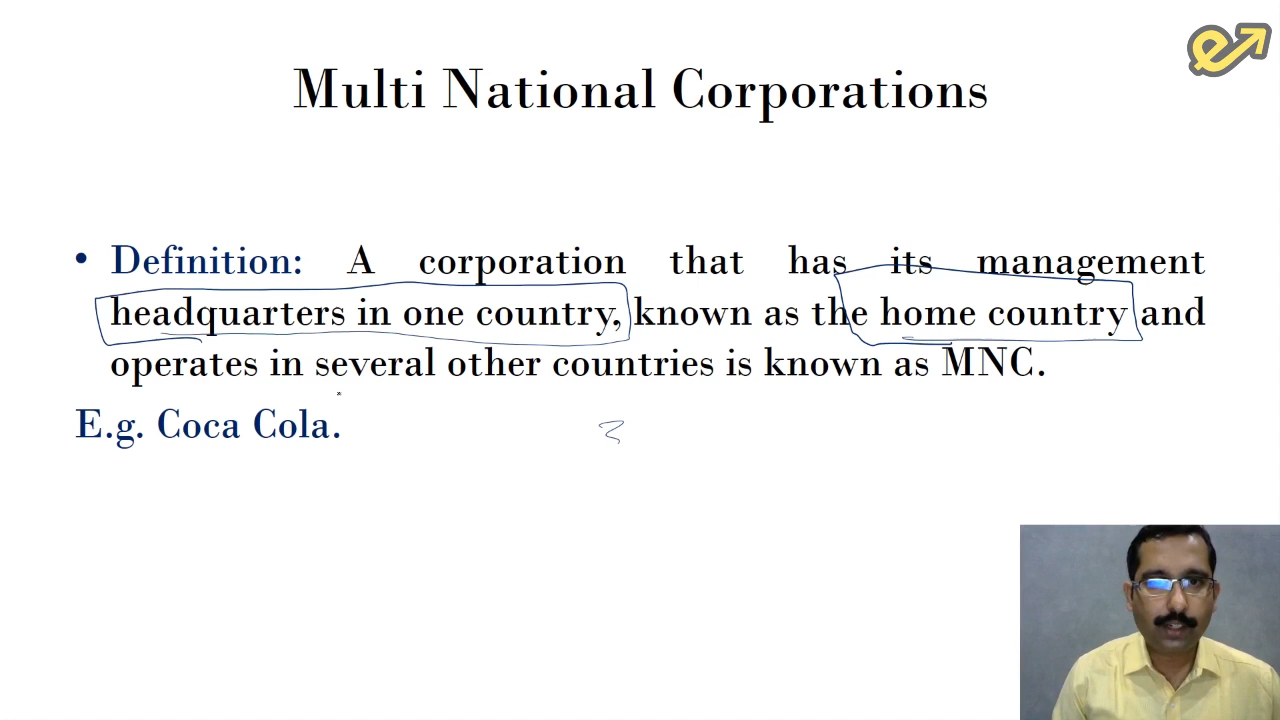 Multi National Corporations
• Definition: A corporation that has its management
headquarters in one country, known as the home country and
operates in several other countries is known as MNC.
E.g. Coca Cola.